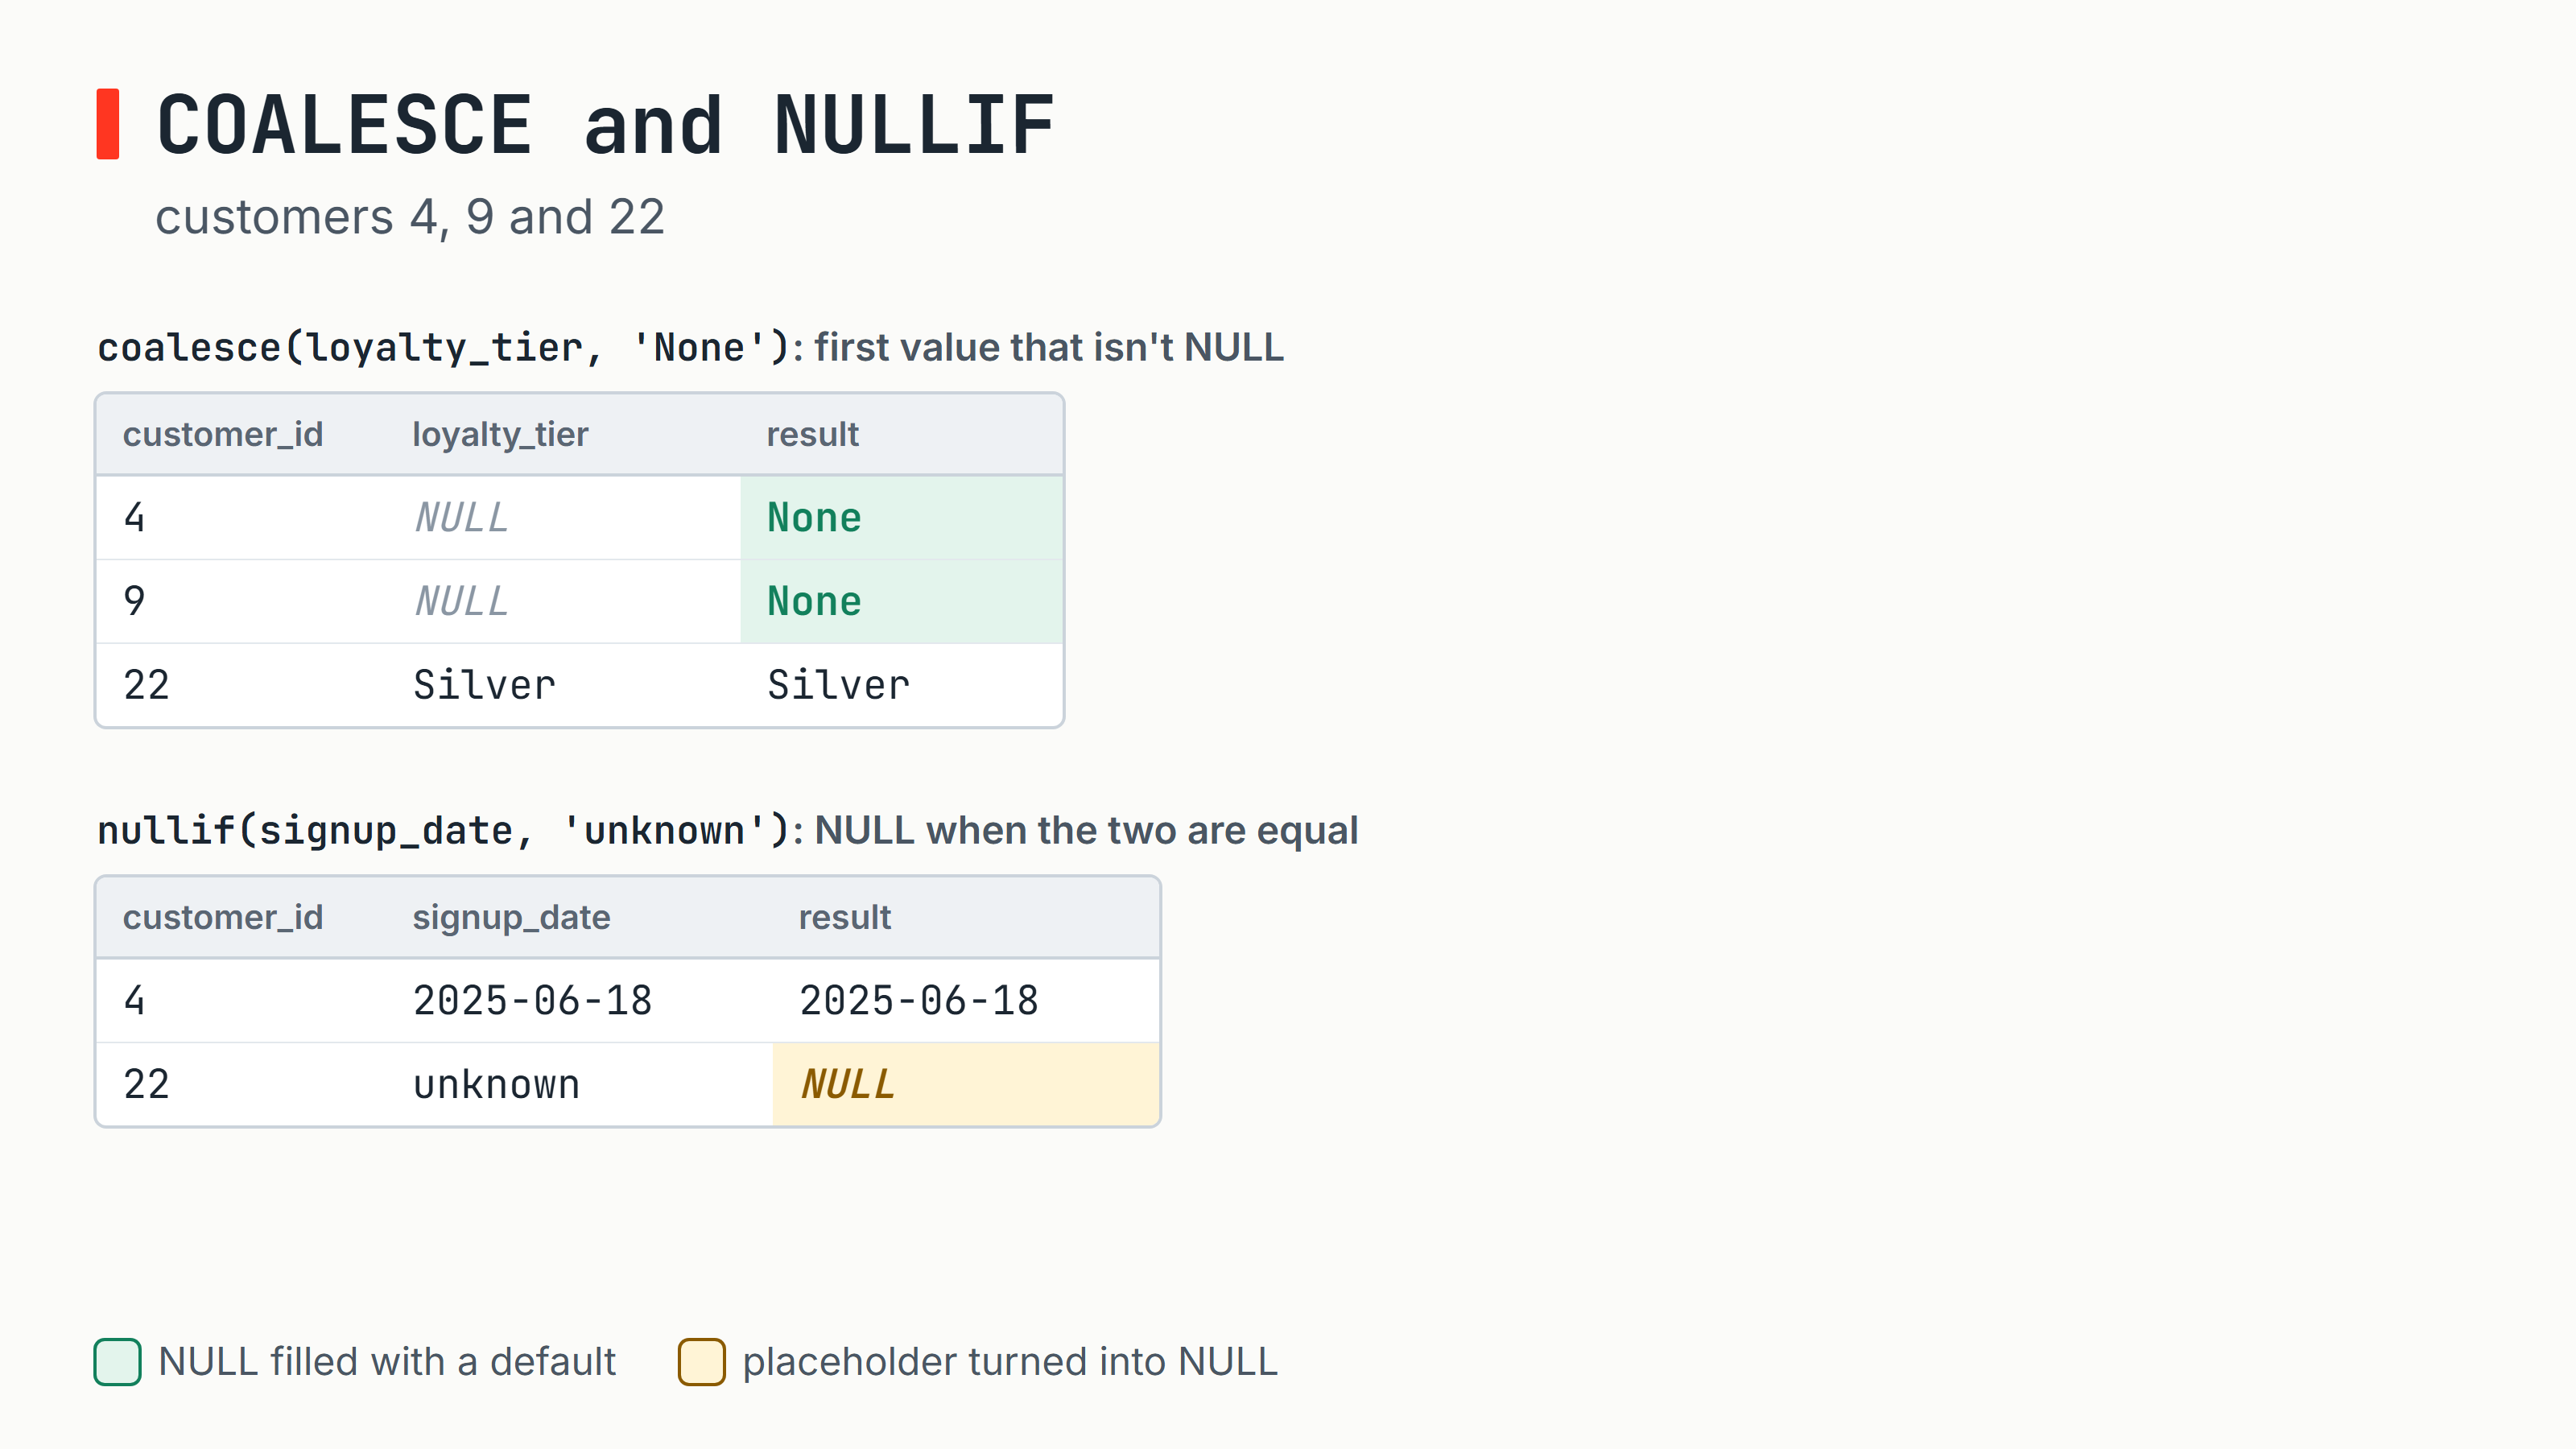 COALESCE and NULLIF
customers 4, 9 and 22
coalesce(loyalty_tier, 'None'): first value that isn't NULL
customer_id loyalty_tier result
4 NULL None
9 NULL None
22 Silver Silver
nullif(signup_date, 'unknown'): NULL when the two are equal
customer_id signup_date result
4 2025-06-18 2025-06-18
22 unknown NULL
NULL filled with a default placeholder turned into NULL